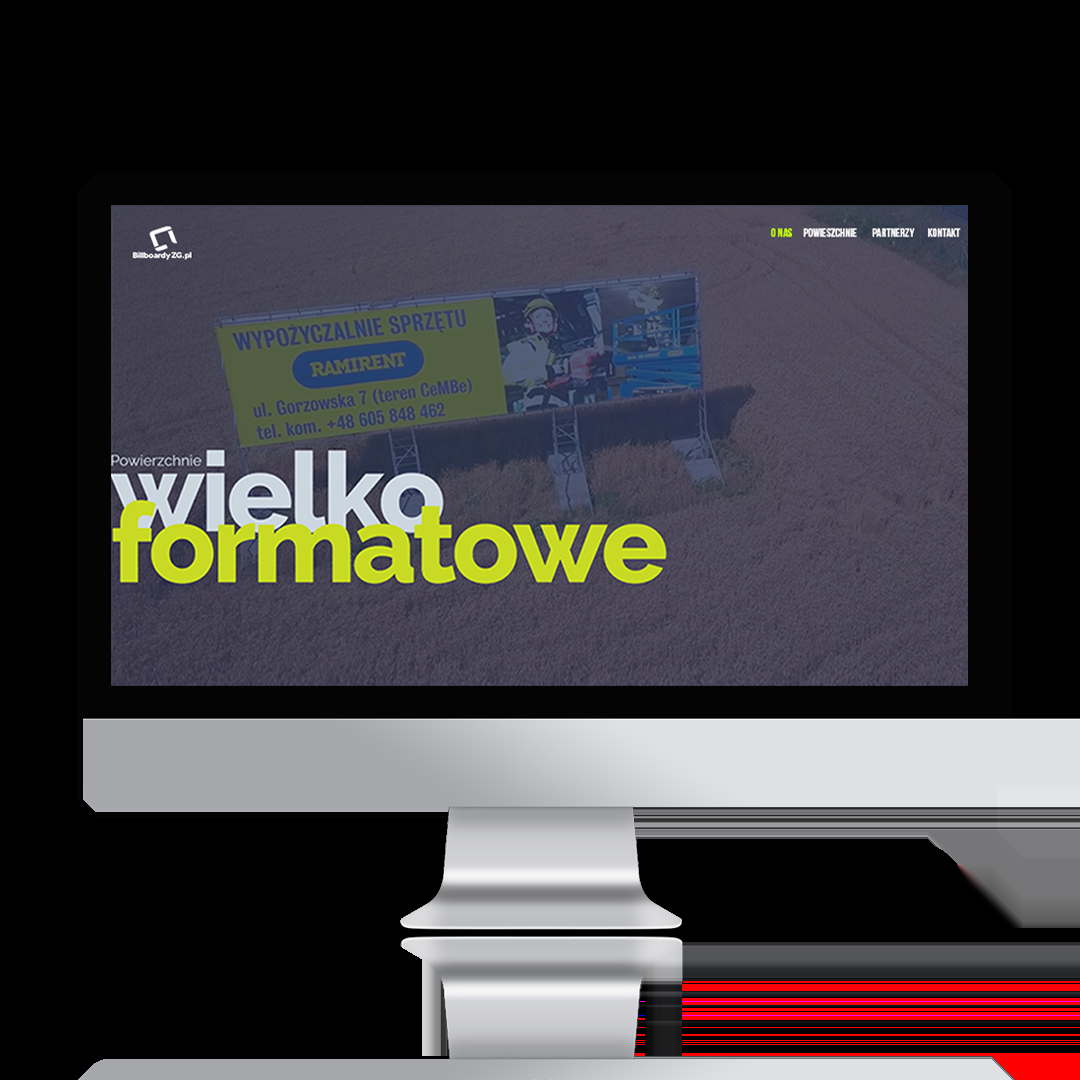 BillboardyZG.pl
O NAS POWIESZCHNIE PARTNERZY KONTAKT
WYPOŻYCZALNIE SPRZĘTU
RAMIRENT
ul. Gorzowska 7 (teren CeMBe)
tel. kom. +48 605 848 462
Powierzchnie
wielko
formatowe